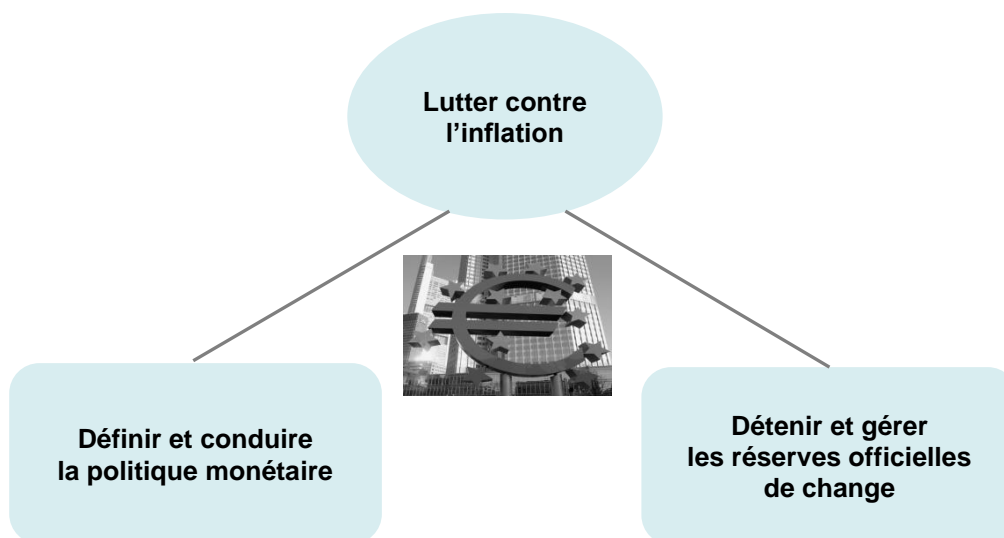 Lutter contre
l’inflation
Définir et conduire
la politique monétaire
Détenir et gérer
les réserves officielles
de change